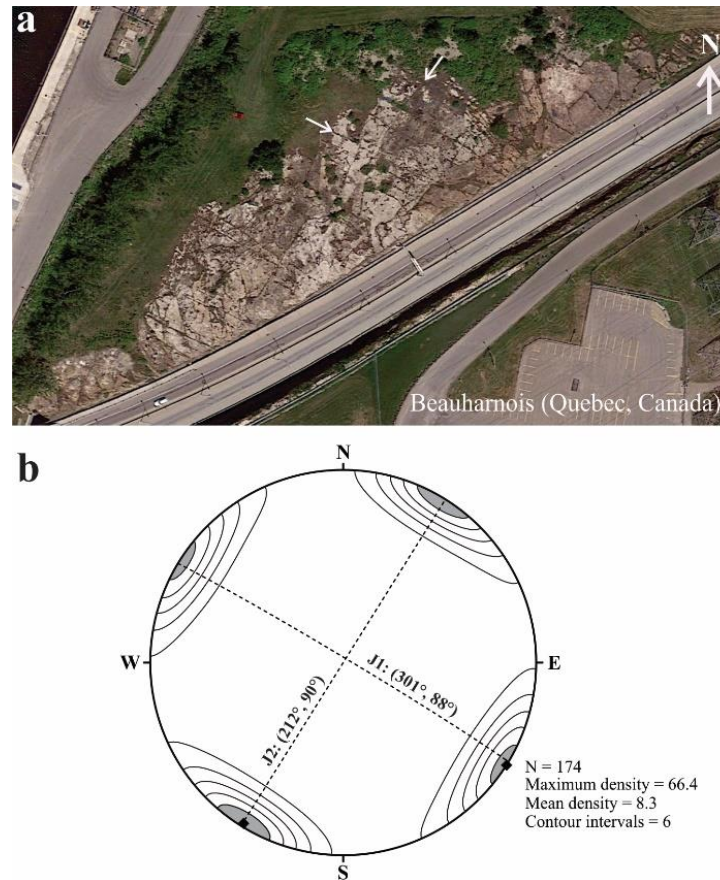 a
N
Beauharnois (Quebec, Canada)
b
N
W
E
J1: (301°, 88°)
J2: (212°, 90°)
N = 174
Maximum density = 66.4
Mean density = 8.3
Contour intervals = 6
S